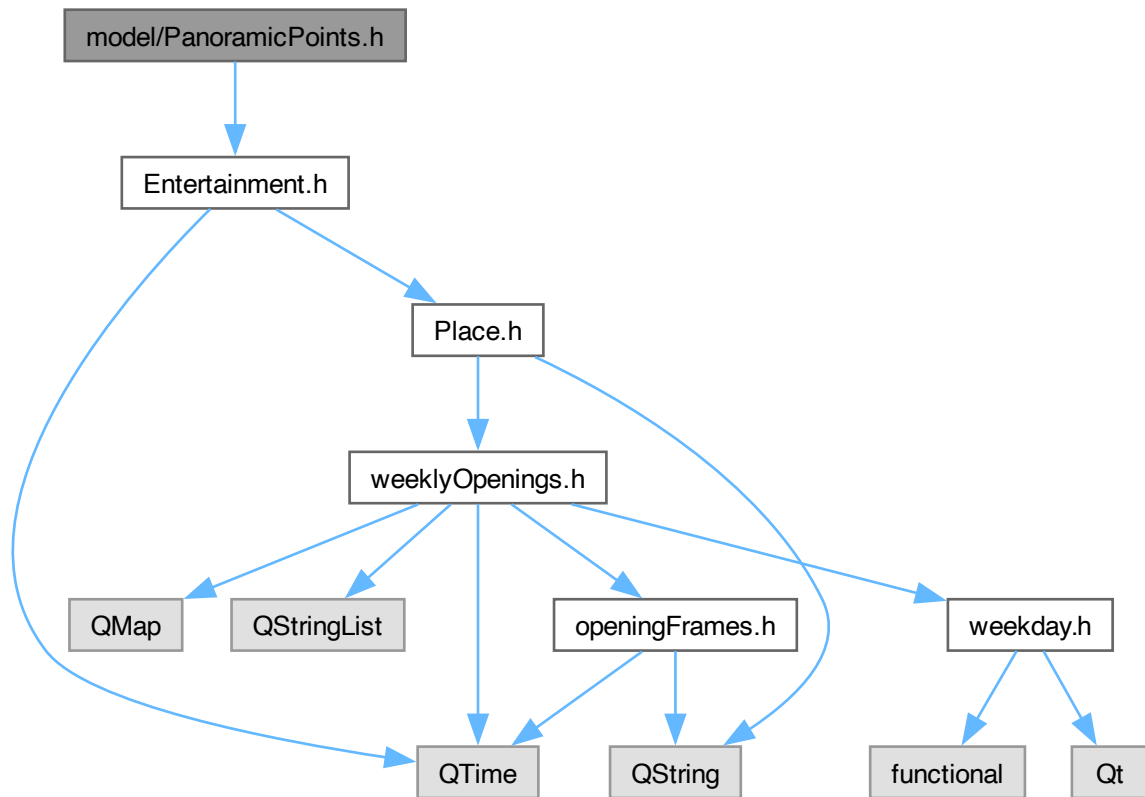 model/PanoramicPoints.h
Entertainment.h
Place.h
weeklyOpenings.h
QMap
QStringList
openingFrames.h
weekday.h
QTime
QString
functional
Qt